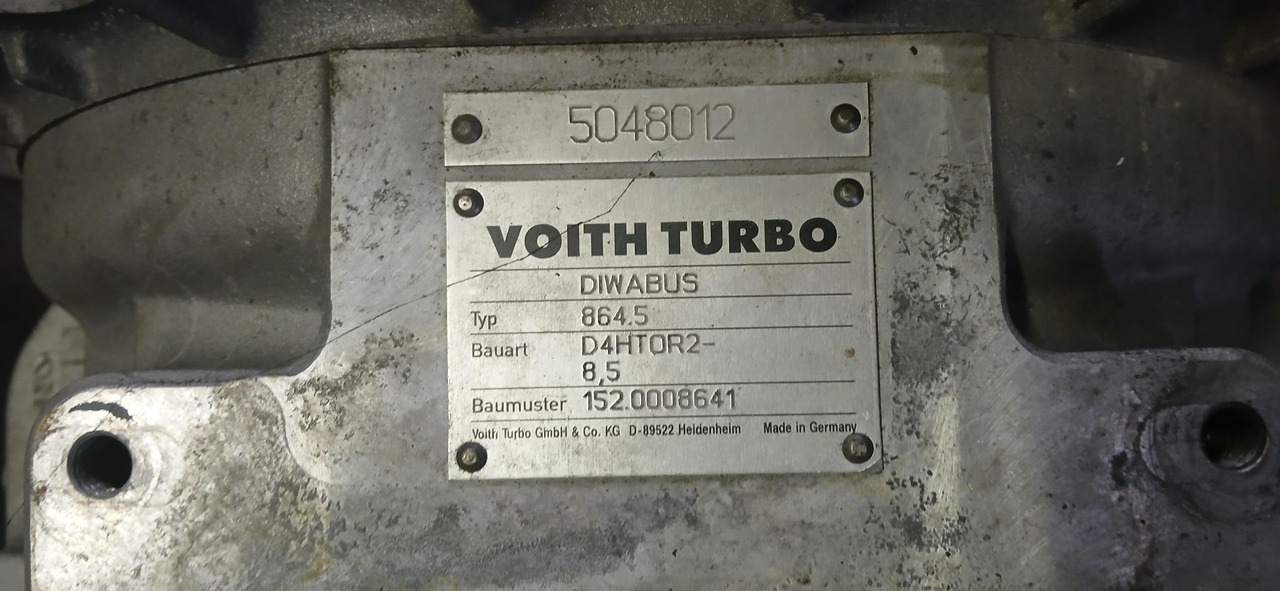 5048012
VOITH TURBO
DIWABUS
Typ 864.5
Bauart D4HTOR2-
8,5
Baumuster 152.0008641
Voith Turbo GmbH & Co. KG D-89522 Heidenheim Made in Germany